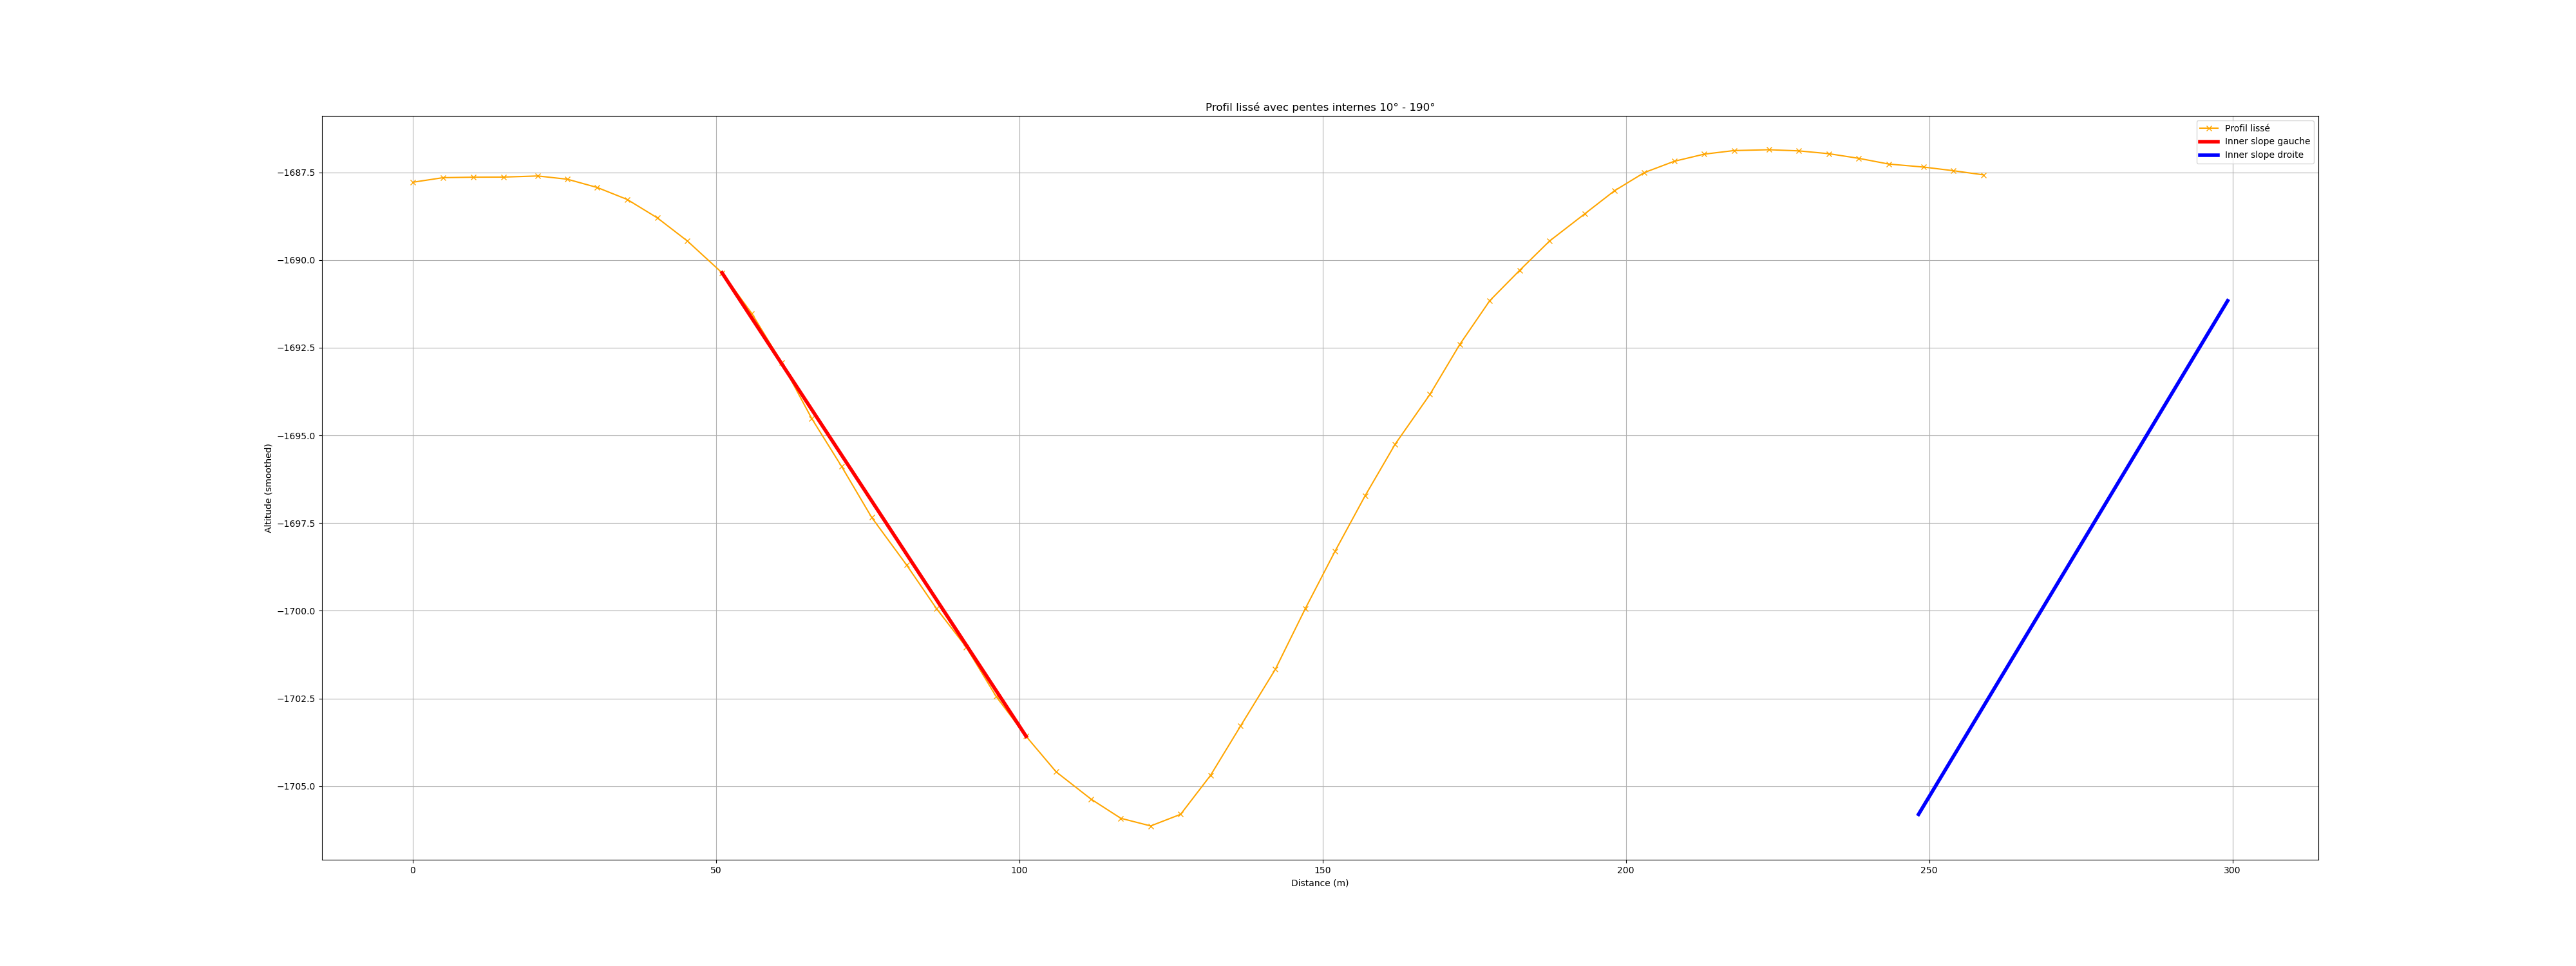 Profil lissé avec pentes internes 10° - 190°
Profil lissé
Inner slope gauche
Inner slope droite
−1687.5
−1690.0
−1692.5
−1695.0
−1697.5
−1700.0
−1702.5
−1705.0
Altitude (smoothed)
0 50 100 150 200 250 300
Distance (m)